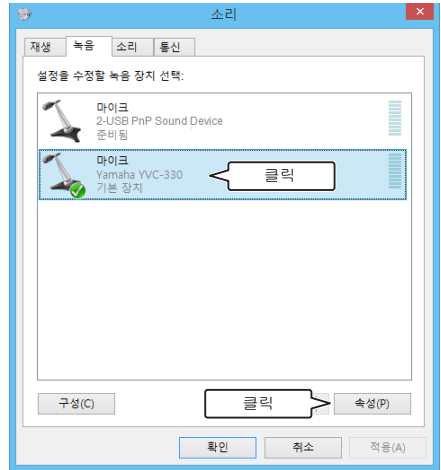 소리
재생 녹음 소리 통신
설정을 수정할 녹음 장치 선택:
마이크
2-USB PnP Sound Device
준비됨
마이크
Yamaha YVC-330
기본 장치
클릭
구성(C) 클릭 속성(P)
확인 취소 적용(A)